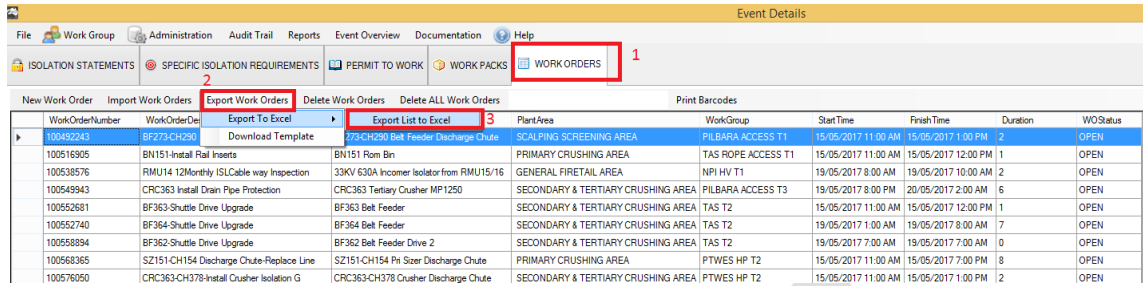 Event Details
File Work Group Administration Audit Trail Reports Event Overview Documentation Help
ISOLATION STATEMENTS SPECIFIC ISOLATION REQUIREMENTS PERMIT TO WORK WORK PACKS WORK ORDERS 1
2
New Work Order Import Work Orders Export Work Orders Delete Work Orders Delete ALL Work Orders Print Barcodes
WorkOrderNumber WorkOrderDes Export To Excel Export List to Excel 3 PlantArea WorkGroup StartTime FinishTime Duration WOStatus
100492243 BF273-CH290 273-CH290 Belt Feeder Discharge Chute SCALPING SCREENING AREA PILBARA ACCESS T1 15/05/2017 11:00 AM 15/05/2017 1:00 PM 2 OPEN
Download Template
100516905 BN151-Install Rail Inserts BN151 Rom Bin PRIMARY CRUSHING AREA TAS ROPE ACCESS T1 15/05/2017 11:00 AM 15/05/2017 12:00 PM 1 OPEN
100538576 RMU14 12Monthly ISLCable way Inspection 33KV 630A Incomer Isolator from RMU15/16 GENERAL FIRETAIL AREA NPI HV T1 19/05/2017 8:00 AM 19/05/2017 10:00 AM 2 OPEN
100549943 CRC363 Install Drain Pipe Protection CRC363 Tertiary Crusher MP1250 SECONDARY & TERTIARY CRUSHING AREA PILBARA ACCESS T3 19/05/2017 8:00 PM 20/05/2017 2:00 AM 6 OPEN
100552681 BF363-Shuttle Drive Upgrade BF363 Belt Feeder SECONDARY & TERTIARY CRUSHING AREA TAS T2 15/05/2017 11:00 AM 15/05/2017 12:00 PM 1 OPEN
100552740 BF364-Shuttle Drive Upgrade BF364 Belt Feeder SECONDARY & TERTIARY CRUSHING AREA TAS T2 19/05/2017 1:00 AM 19/05/2017 8:00 AM 7 OPEN
100558894 BF362-Shuttle Drive Upgrade BF362 Belt Feeder Drive 2 SECONDARY & TERTIARY CRUSHING AREA TAS T2 19/05/2017 7:00 AM 19/05/2017 7:00 AM 0 OPEN
100568365 SZ151-CH154 Discharge Chute-Replace Line SZ151-CH154 Pri Sizer Discharge Chute PRIMARY CRUSHING AREA PTWES HP T2 15/05/2017 11:00 AM 15/05/2017 7:00 PM 8 OPEN
100576050 CRC363-CH378-Install Crusher Isolation G CRC363-CH378 Crusher Discharge Chute SECONDARY & TERTIARY CRUSHING AREA PTWES HP T2 15/05/2017 11:00 AM 15/05/2017 1:00 PM 2 OPEN